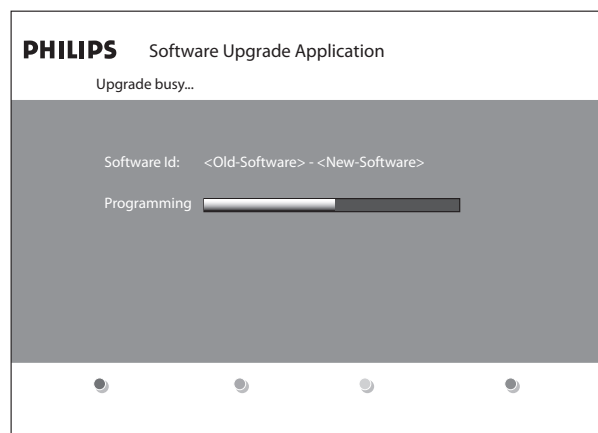 PHILIPS Software Upgrade Application
Upgrade busy...
Software Id: <Old-Software> - <New-Software>
Programming